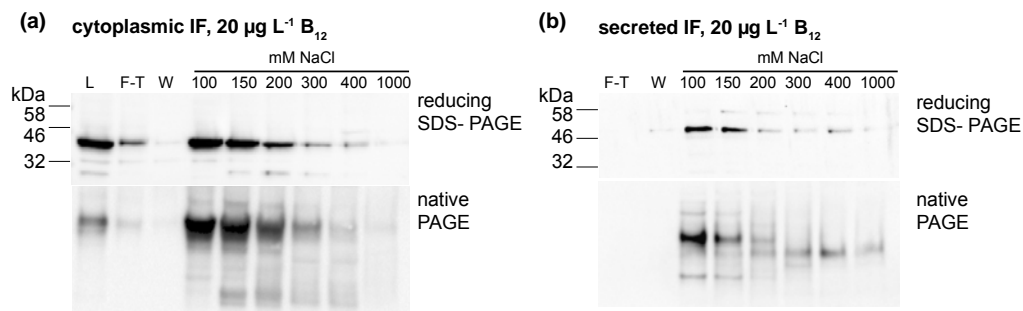 (a) cytoplasmic IF, 20 µg L⁻¹ B₁₂
mM NaCl
L F-T W 100 150 200 300 400 1000
kDa
58
46
32
reducing
SDS- PAGE
native
PAGE
(b) secreted IF, 20 µg L⁻¹ B₁₂
mM NaCl
F-T W 100 150 200 300 400 1000
kDa
58
46
32
reducing
SDS- PAGE
native
PAGE